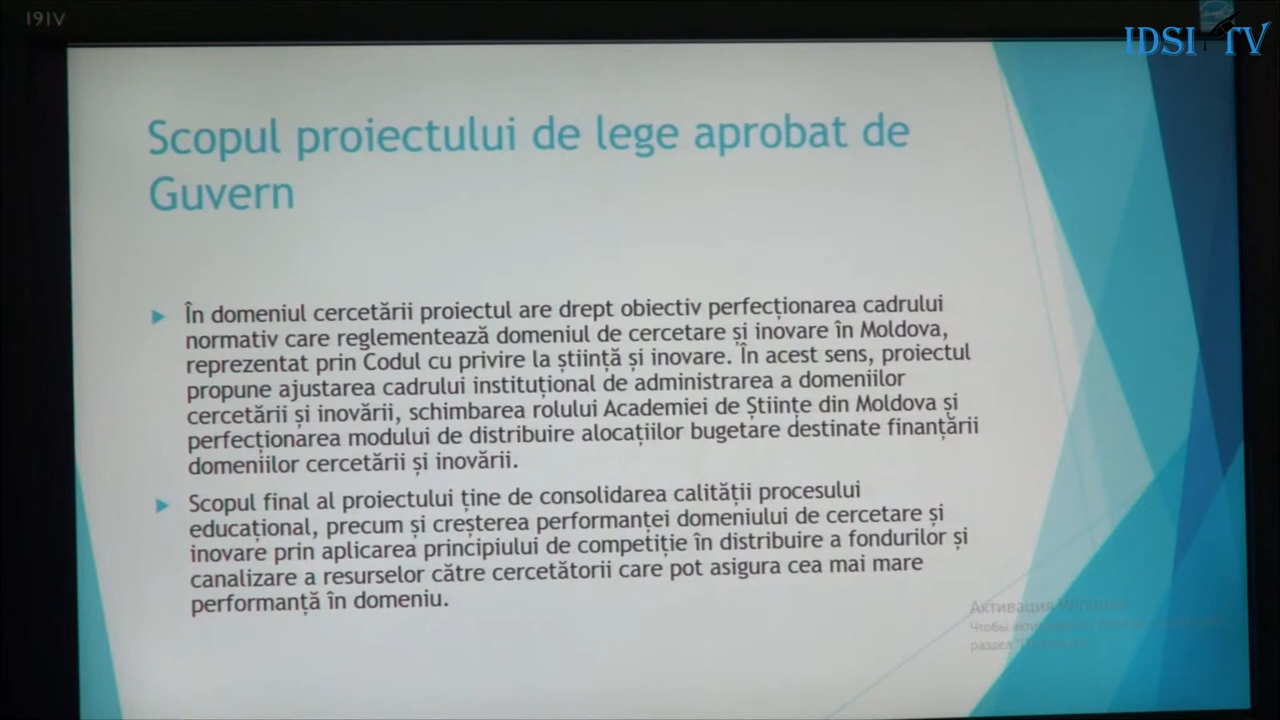 I9IV
IDSI TV
Scopul proiectului de lege aprobat de
Guvern
În domeniul cercetării proiectul are drept obiectiv perfecționarea cadrului
normativ care reglementează domeniul de cercetare și inovare în Moldova,
reprezentat prin Codul cu privire la știință și inovare. În acest sens, proiectul
propune ajustarea cadrului instituțional de administrarea a domeniilor
cercetării și inovării, schimbarea rolului Academiei de Științe din Moldova și
perfecționarea modului de distribuire alocațiilor bugetare destinate finanțării
domeniilor cercetării și inovării.
Scopul final al proiectului ține de consolidarea calității procesului
educațional, precum și creșterea performanței domeniului de cercetare și
inovare prin aplicarea principiului de competiție în distribuire a fondurilor și
canalizare a resurselor către cercetătorii care pot asigura cea mai mare
performanță în domeniu.
Активация Windows
Чтобы
раздел